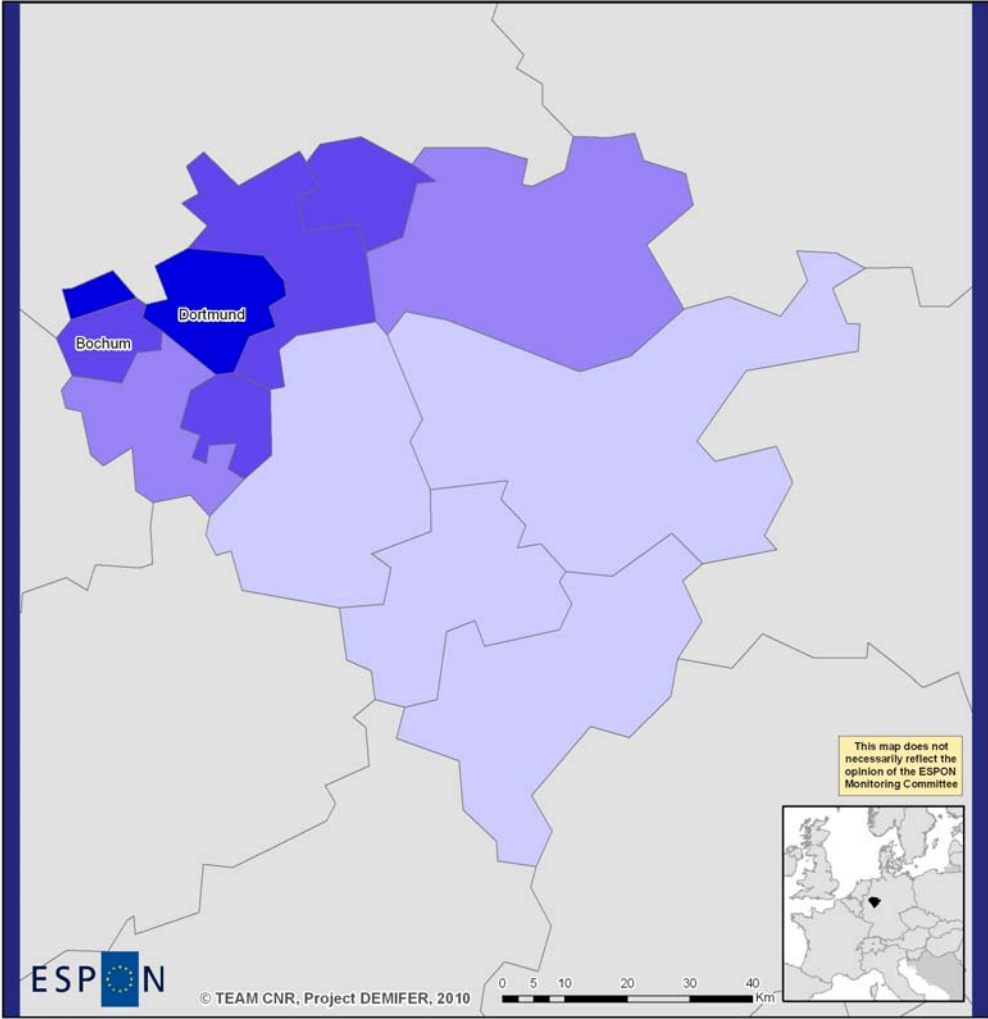 Dortmund
Bochum
This map does not
necessarily reflect the
opinion of the ESPON
Monitoring Committee
ESPON
© TEAM CNR, Project DEMIFER, 2010
0 5 10 20 30 40
Km